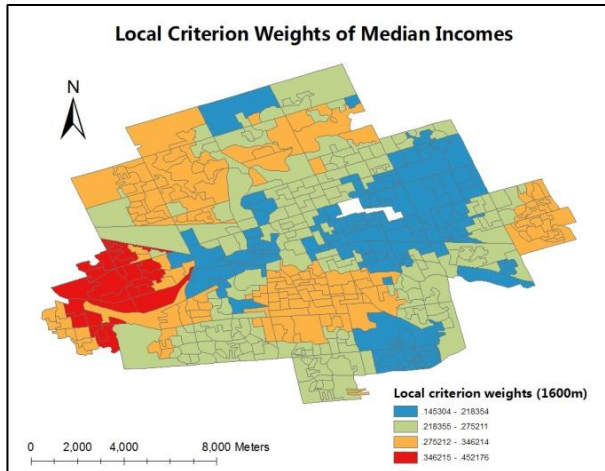 Local Criterion Weights of Median Incomes
N
Local criterion weights (1600m)
.145304 - .218354
.218355 - .275211
.275212 - .346214
.346215 - .452176
0 2,000 4,000 8,000 Meters